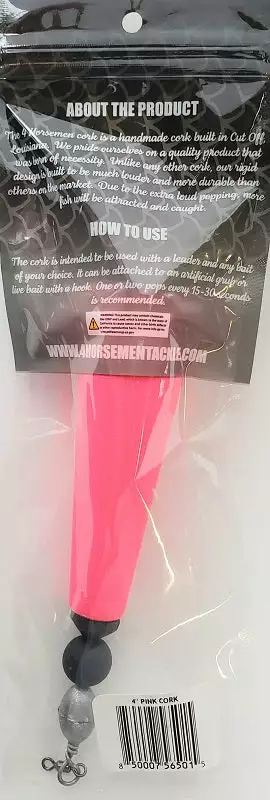 ABOUT THE PRODUCT
The 4 Horsemen cork is a handmade cork built in Cut Off,
Louisiana. We pride ourselves on a quality product that
was born of necessity. Unlike any other cork, our rigid
design is built to be much louder and more durable than
others on the market. Due to the extra loud popping, more
fish will be attracted and caught.
HOW TO USE
The cork is intended to be used with a leader and any bait
of your choice. It can be attached to an artificial grub or
live bait with a hook. One or two pops every 15-30 seconds
is recommended.
WWW.4HORSEMENTACKLE.COM
4" PINK CORK
8 50007 56501 5